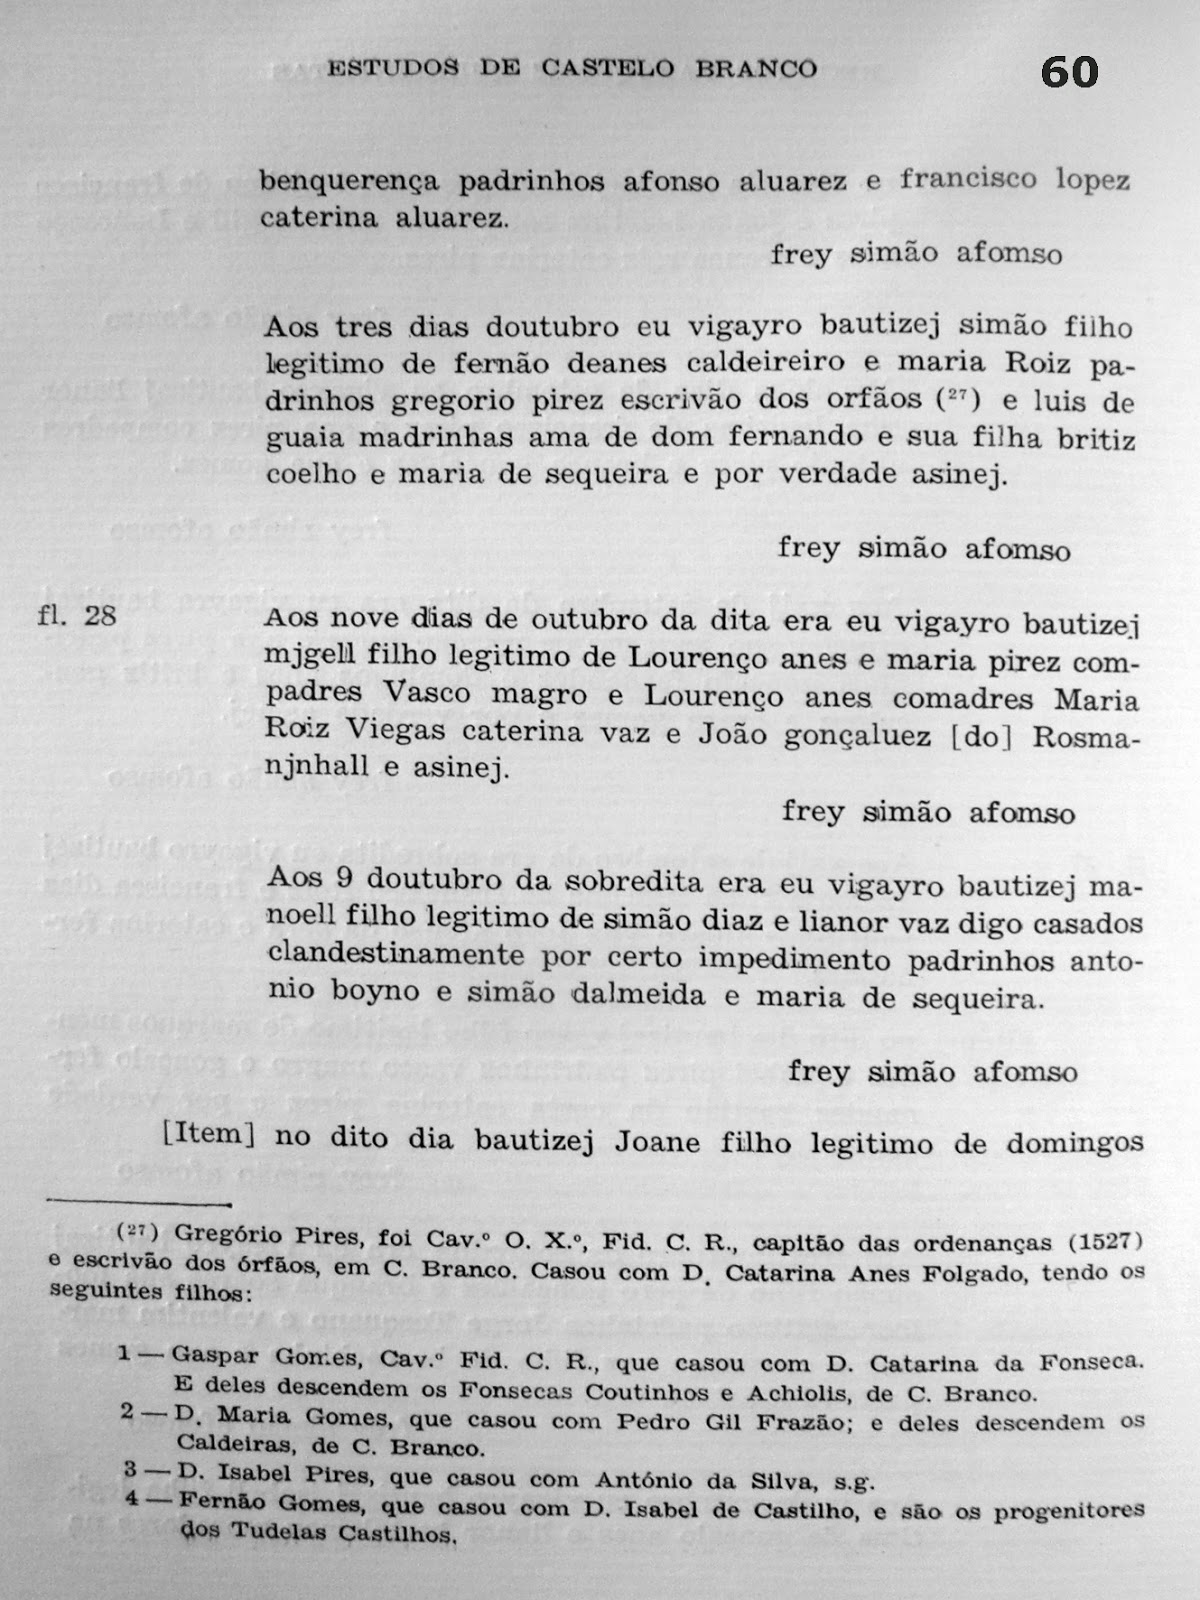 ESTUDOS DE CASTELO BRANCO 60
benquerença padrinhos afonso aluarez e francisco lopez
caterina aluarez.
frey simão afomso
Aos tres dias doutubro eu vigayro bautizej simão filho
legitimo de fernão deanes caldeireiro e maria Roiz pa-
drinhos gregorio pirez escrivão dos orfãos (²⁷) e luis de
guaia madrinhas ama de dom fernando e sua filha britiz
coelho e maria de sequeira e por verdade asinej.
frey simão afomso
fl. 28 Aos nove dias de outubro da dita era eu vigayro bautizej
mjgell filho legitimo de Lourenço anes e maria pirez com-
padres Vasco magro e Lourenço anes comadres Maria
Roiz Viegas caterina vaz e João gonçaluez [do] Rosma-
njnhall e asinej.
frey simão afomso
Aos 9 doutubro da sobredita era eu vigayro bautizej ma-
noell filho legitimo de simão diaz e lianor vaz digo casados
clandestinamente por certo impedimento padrinhos anto-
nio boyno e simão dalmeida e maria de sequeira.
frey simão afomso
[Item] no dito dia bautizej Joane filho legitimo de domingos
(²⁷) Gregório Pires, foi Cav.º O. X.º, Fid. C. R., capitão das ordenanças (1527)
e escrivão dos órfãos, em C. Branco. Casou com D. Catarina Anes Folgado, tendo os
seguintes filhos:
1 — Gaspar Gomes, Cav.º Fid. C. R., que casou com D. Catarina da Fonseca.
E deles descendem os Fonsecas Coutinhos e Achiolis, de C. Branco.
2 — D. Maria Gomes, que casou com Pedro Gil Frazão; e deles descendem os
Caldeiras, de C. Branco.
3 — D. Isabel Pires, que casou com António da Silva, s.g.
4 — Fernão Gomes, que casou com D. Isabel de Castilho, e são os progenitores
dos Tudelas Castilhos.